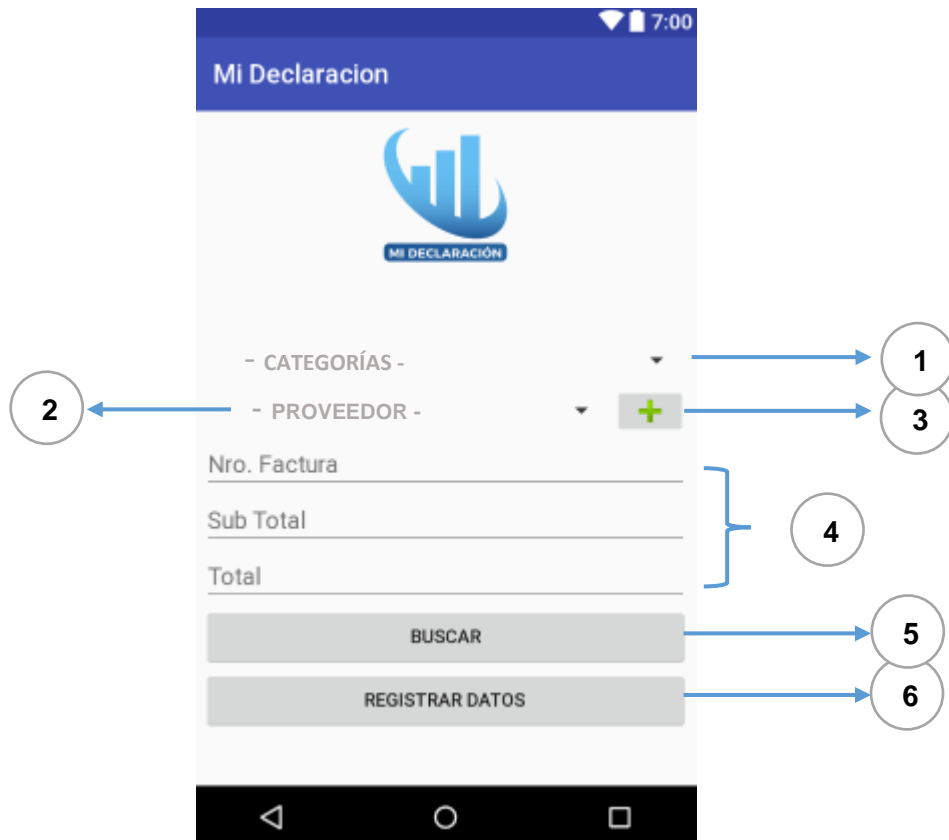 7:00
Mi Declaracion
MI DECLARACIÓN
- CATEGORÍAS -
1
2
- PROVEEDOR -
3
Nro. Factura
Sub Total
4
Total
BUSCAR
5
REGISTRAR DATOS
6